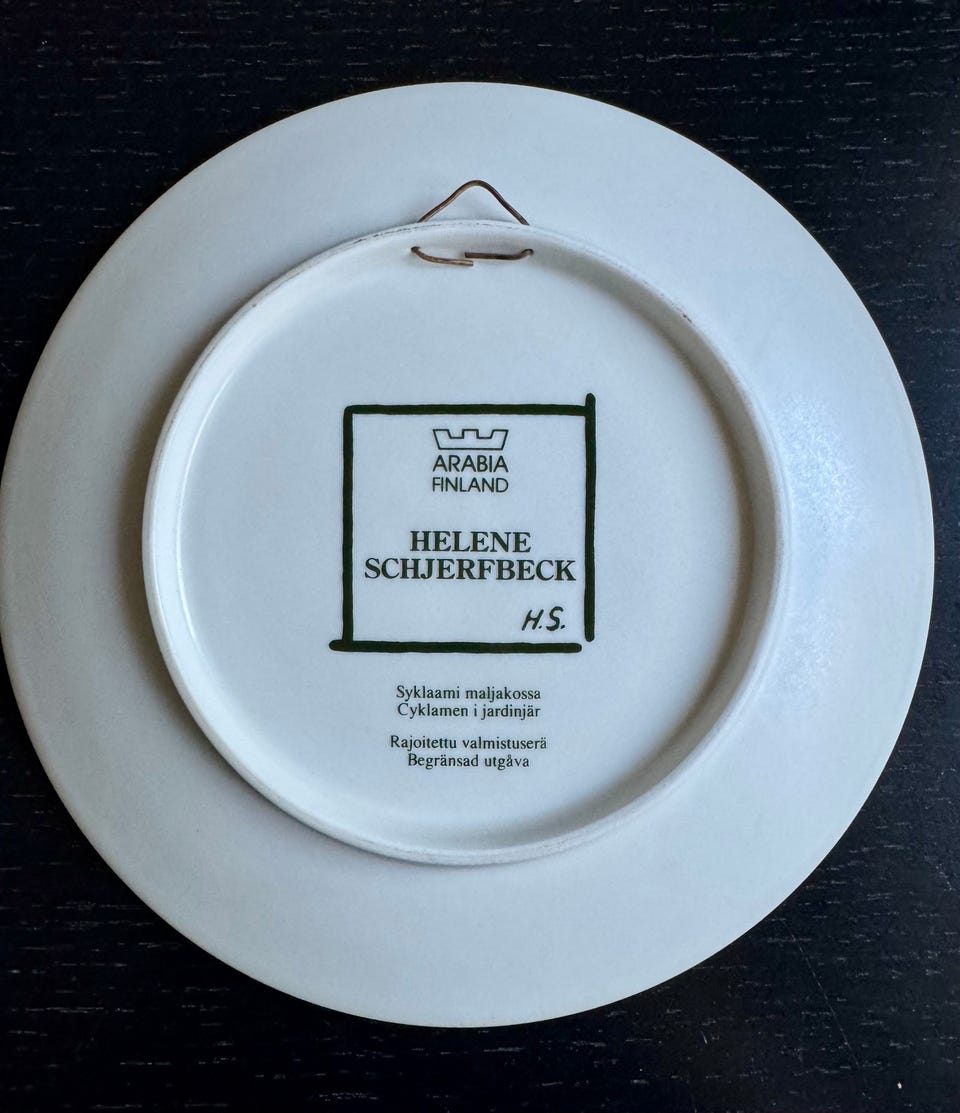 ARABIA
FINLAND
HELENE
SCHJERFBECK
H.S.
Syklaami maljakossa
Cyklamen i jardinjär
Rajoitettu valmistuserä
Begränsad utgåva